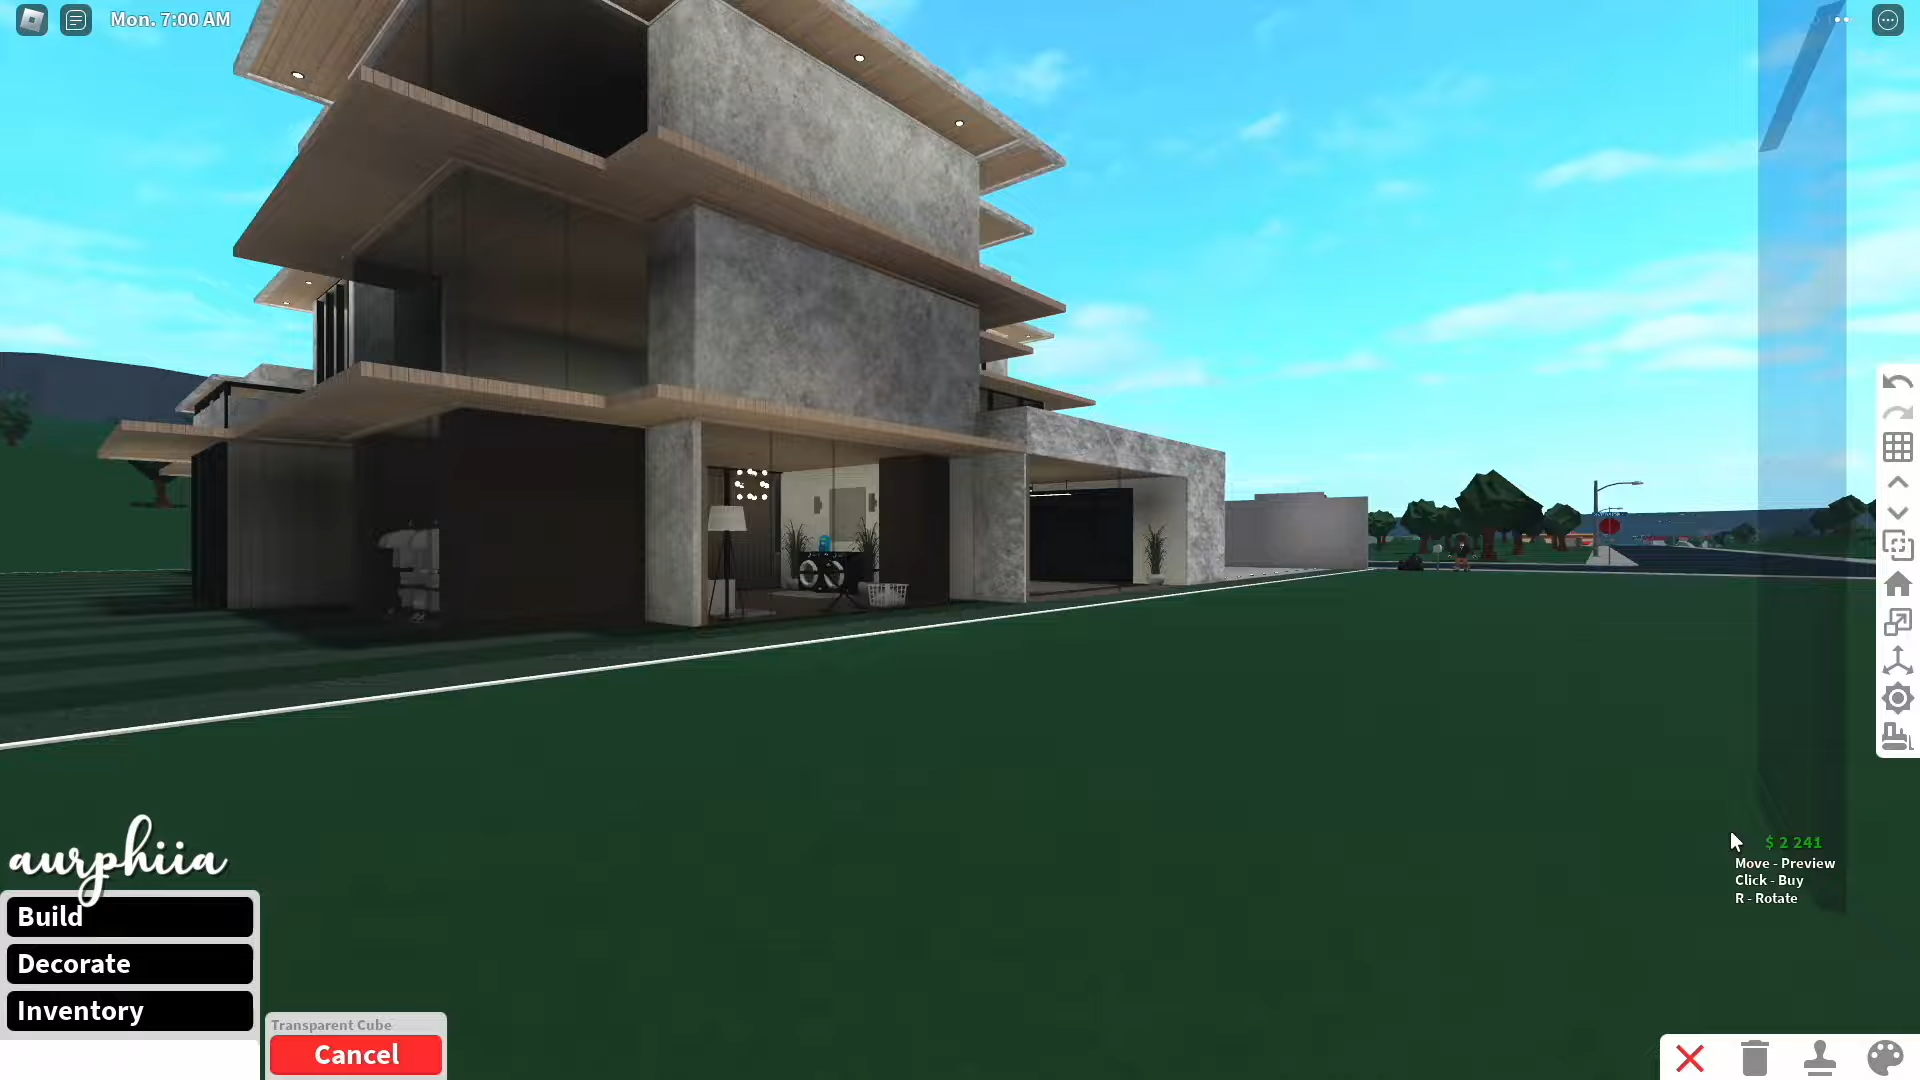 Mon. 7:00 AM
aurphiia
Build
Decorate
Inventory
Transparent Cube
Cancel
$ 2 241
Move - Preview
Click - Buy
R - Rotate